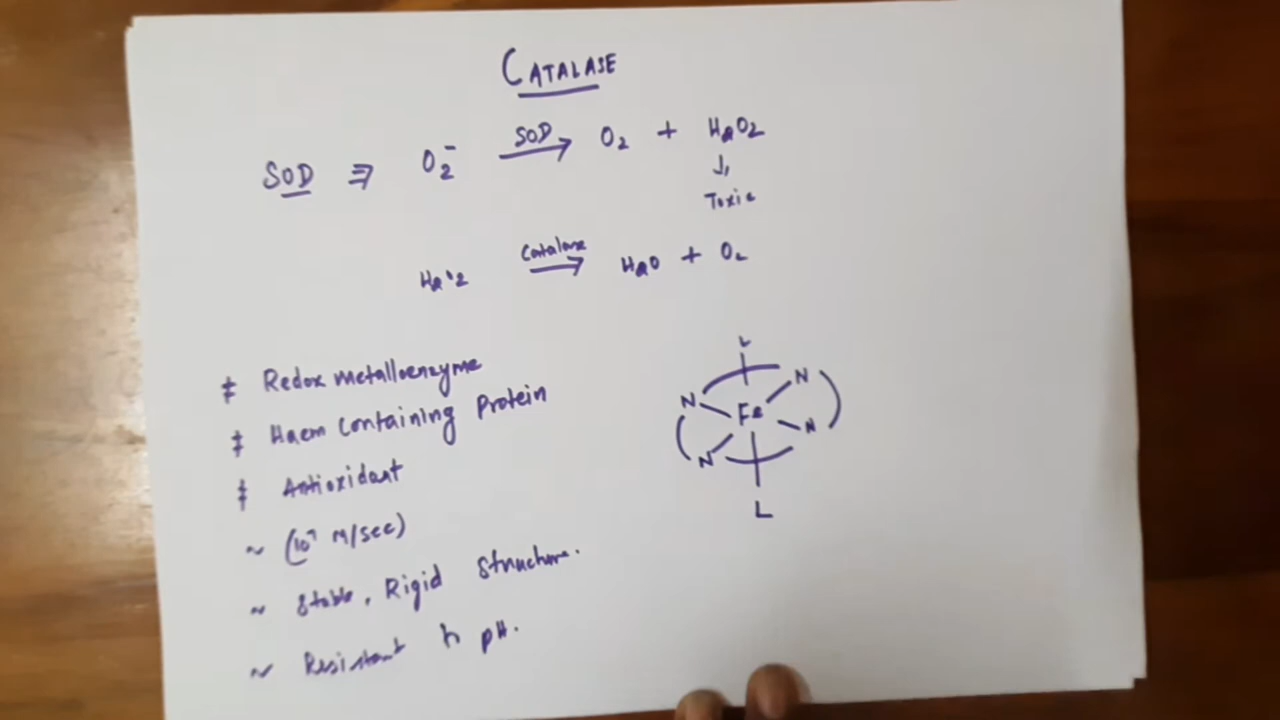 CATALASE
SOD ⇒ O₂⁻ SOD → O₂ + H₂O₂
↓
Toxic
H₂O₂ Catalase → H₂O + O₂
‡ Redox metalloenzyme
‡ Haem containing Protein
‡ Antioxidant
~ (10⁷ M/sec)
~ Stable, Rigid Structure.
~ Resistant to pH.
L
N N
Fe
N N
L